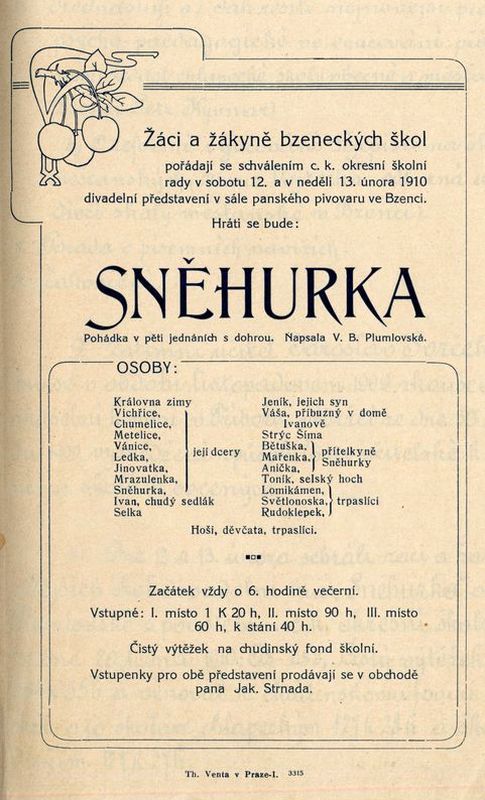 Žáci a žákyně bzeneckých škol
pořádají se schválením c. k. okresní školní
rady v sobotu 12. a v neděli 13. února 1910
divadelní představení v sále panského pivovaru ve Bzenci.
Hráti se bude:
SNĚHURKA
Pohádka v pěti jednáních s dohrou. Napsala V. B. Plumlovská.
OSOBY:
Královna zimy
Vichřice,
Chumelice,
Metelice,
Vánice,
Ledka,
Jinovatka,
Mrazulenka,
Sněhurka,
její dcery
Ivan, chudý sedlák
Selka
Jeník, jejich syn
Váša, příbuzný v domě
Ivanově
Strýc Šíma
Bětuška,
Mařenka,
Anička,
přítelkyně
Sněhurky
Toník, selský hoch
Lomikámen,
Světlonoska,
Rudoklepek,
trpaslíci
Hoši, děvčata, trpaslíci.
Začátek vždy o 6. hodině večerní.
Vstupné: I. místo 1 K 20 h, II. místo 90 h, III. místo
60 h, k stání 40 h.
Čistý výtěžek na chudinský fond školní.
Vstupenky pro obě představení prodávají se v obchodě
pana Jak. Strnada.
Th. Venta v Praze-I. 3315